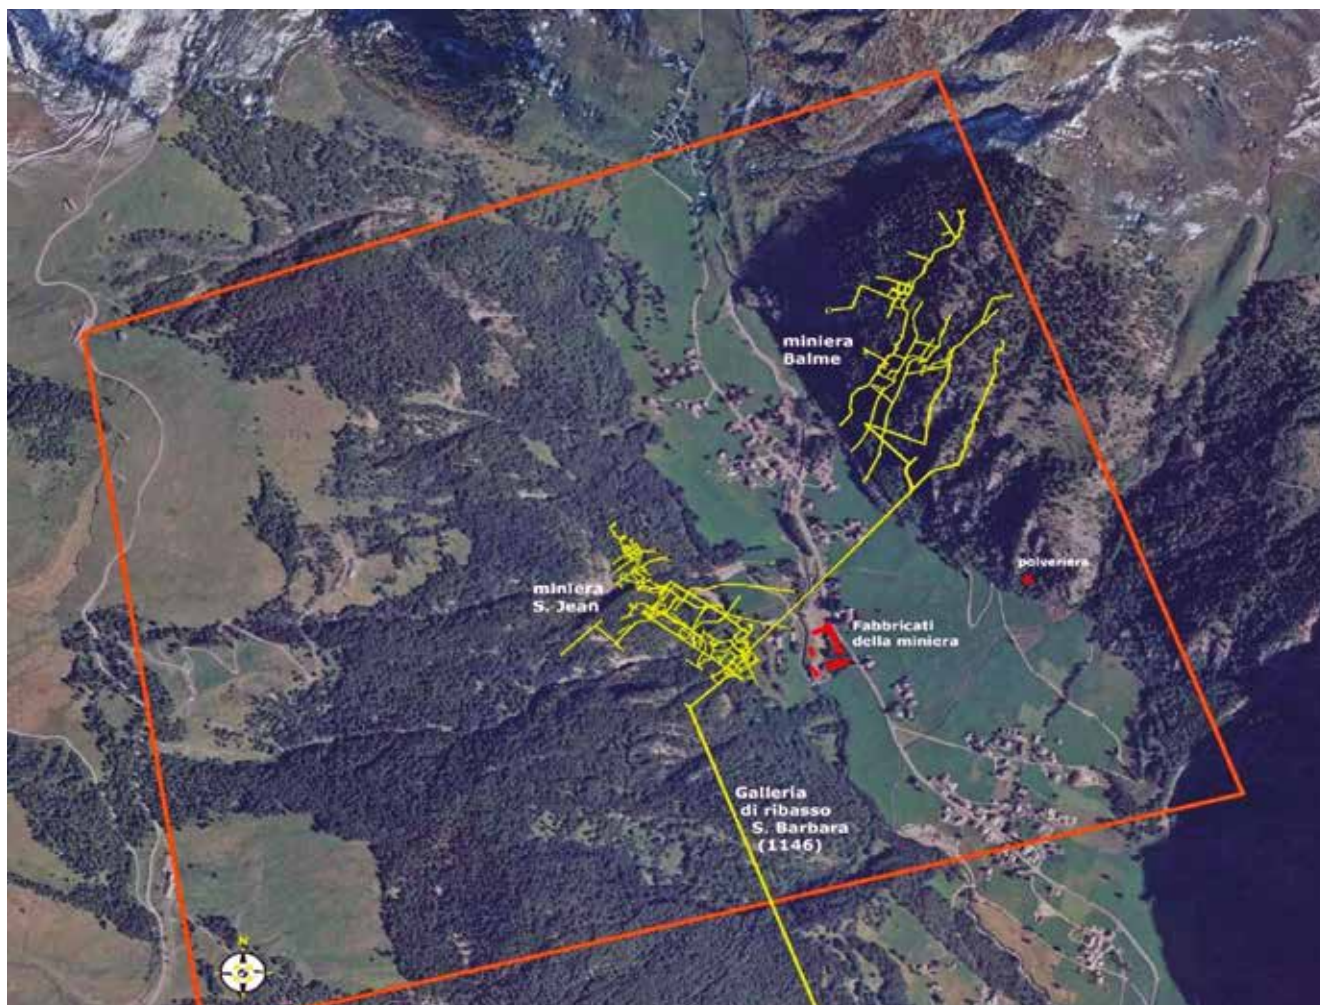 miniera
Balme
polveriera
miniera
S. Jean
Fabbricati
della miniera
Galleria
di ribasso
S. Barbara
(1146)
N